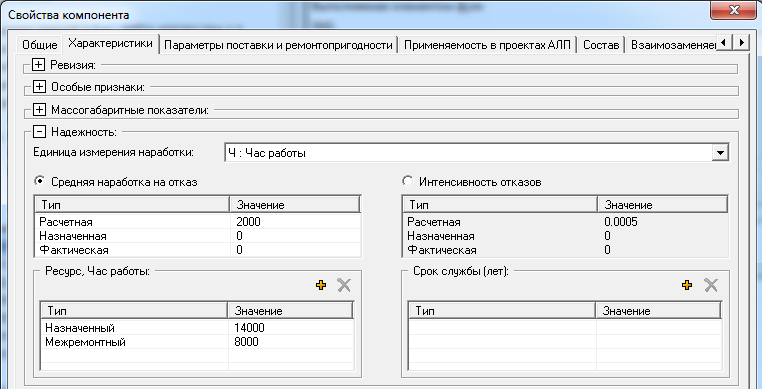 Свойства компонента
Общие Характеристики Параметры поставки и ремонтопригодности Применяемость в проектах АЛП Состав Взаимозаменяем
Ревизия:
Особые признаки:
Массогабаритные показатели:
Надежность:
Единица измерения наработки: Ч : Час работы
Средняя наработка на отказ Интенсивность отказов
Тип Значение Тип Значение
Расчетная 2000 Расчетная 0.0005
Назначенная 0 Назначенная 0
Фактическая 0 Фактическая 0
Ресурс, Час работы: Срок службы (лет):
Тип Значение Тип Значение
Назначенный 14000
Межремонтный 8000